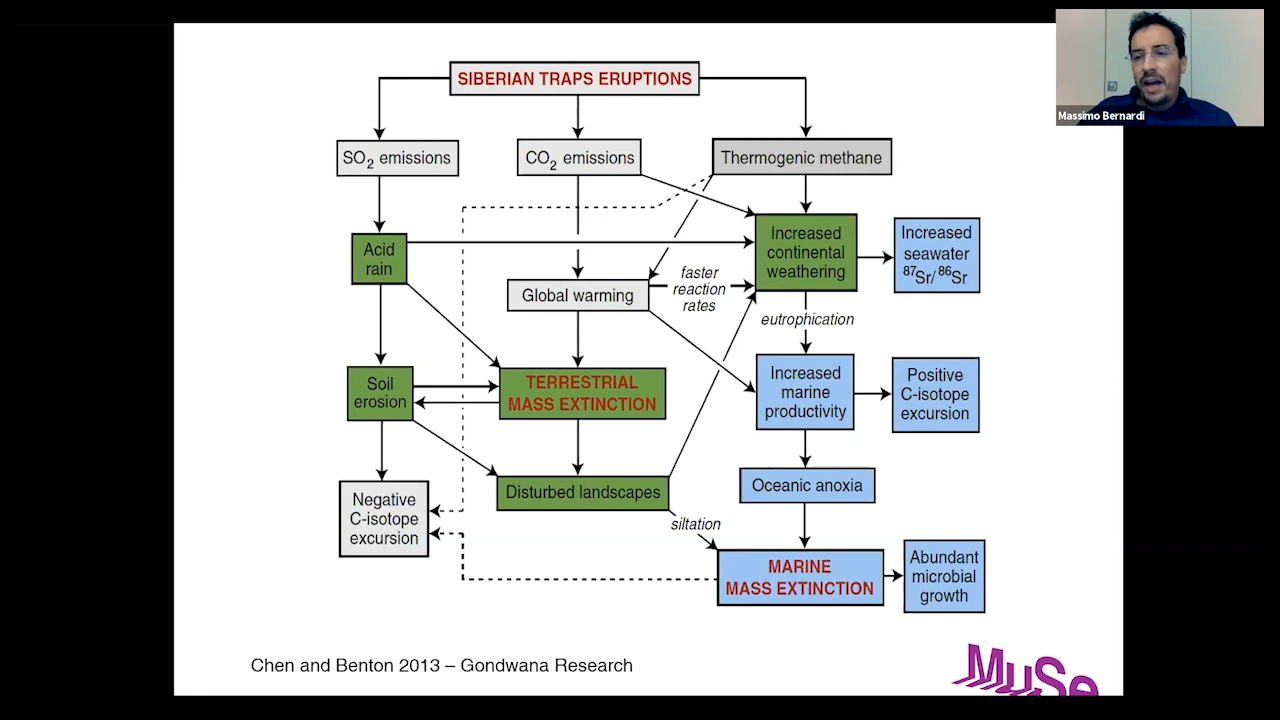 SIBERIAN TRAPS ERUPTIONS
Massimo Bernardi
SO₂ emissions
CO₂ emissions
Thermogenic methane
Acid
rain
Increased
continental
weathering
Increased
seawater
⁸⁷Sr/⁸⁶Sr
Global warming
faster
reaction
rates
eutrophication
Soil
erosion
TERRESTRIAL
MASS EXTINCTION
Increased
marine
productivity
Positive
C-isotope
excursion
Negative
C-isotope
excursion
Disturbed landscapes
Oceanic anoxia
siltation
MARINE
MASS EXTINCTION
Abundant
microbial
growth
Chen and Benton 2013 – Gondwana Research
MuSe